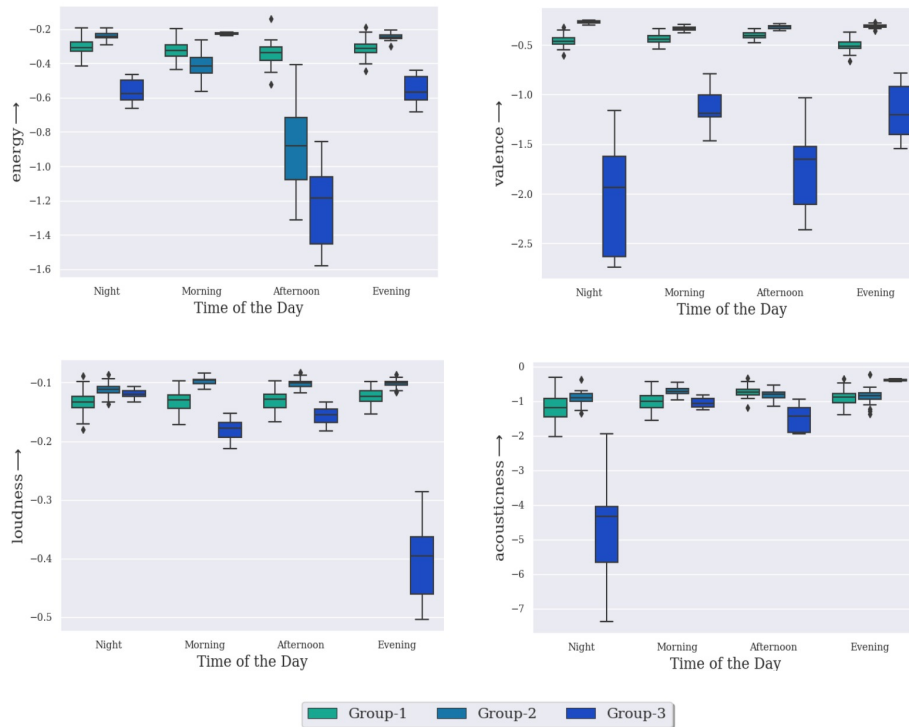 energy →
−0.2
−0.4
−0.6
−0.8
−1.0
−1.2
−1.4
−1.6
Night Morning Afternoon Evening
Time of the Day
valence →
−0.5
−1.0
−1.5
−2.0
−2.5
Night Morning Afternoon Evening
Time of the Day
loudness →
−0.1
−0.2
−0.3
−0.4
−0.5
Night Morning Afternoon Evening
Time of the Day
acousticness →
0
−1
−2
−3
−4
−5
−6
−7
Night Morning Afternoon Evening
Time of the Day
Group-1 Group-2 Group-3